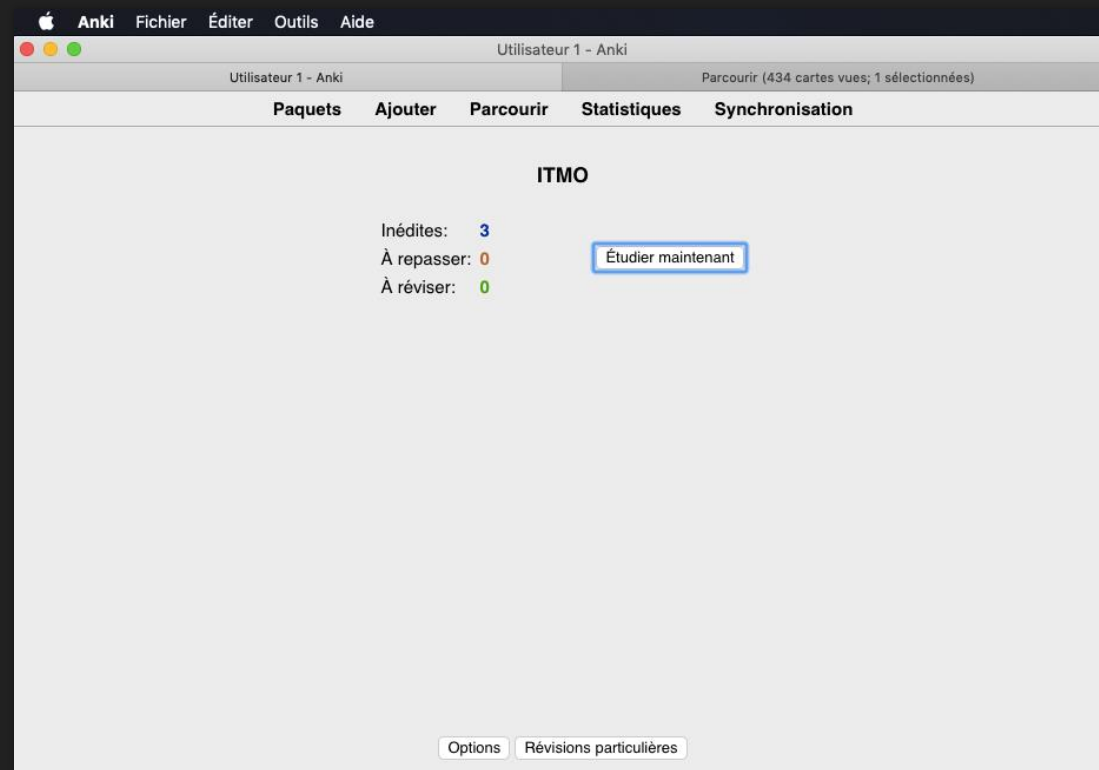 Anki Fichier Éditer Outils Aide
Utilisateur 1 - Anki
Utilisateur 1 - Anki Parcourir (434 cartes vues; 1 sélectionnées)
Paquets Ajouter Parcourir Statistiques Synchronisation
ITMO
Inédites: 3
À repasser: 0 Étudier maintenant
À réviser: 0
Options Révisions particulières